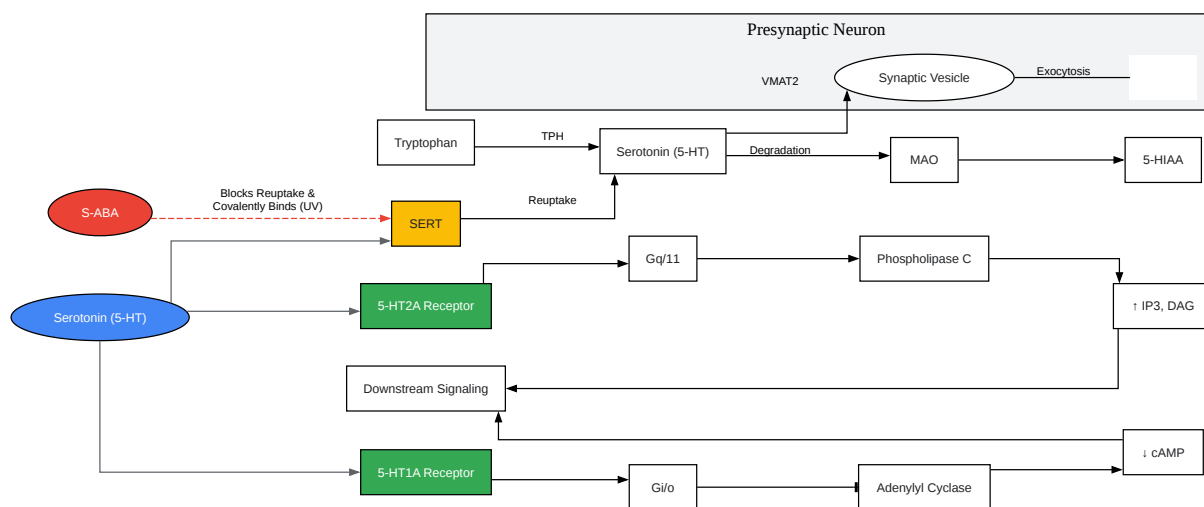 Presynaptic Neuron
VMAT2
Synaptic Vesicle
Exocytosis
Tryptophan
TPH
Serotonin (5-HT)
Degradation
MAO
5-HIAA
S-ABA
Blocks Reuptake &
Covalently Binds (UV)
SERT
Reuptake
Gq/11
Phospholipase C
Serotonin (5-HT)
5-HT2A Receptor
↑ IP3, DAG
Downstream Signaling
5-HT1A Receptor
Gi/o
Adenylyl Cyclase
↓ cAMP